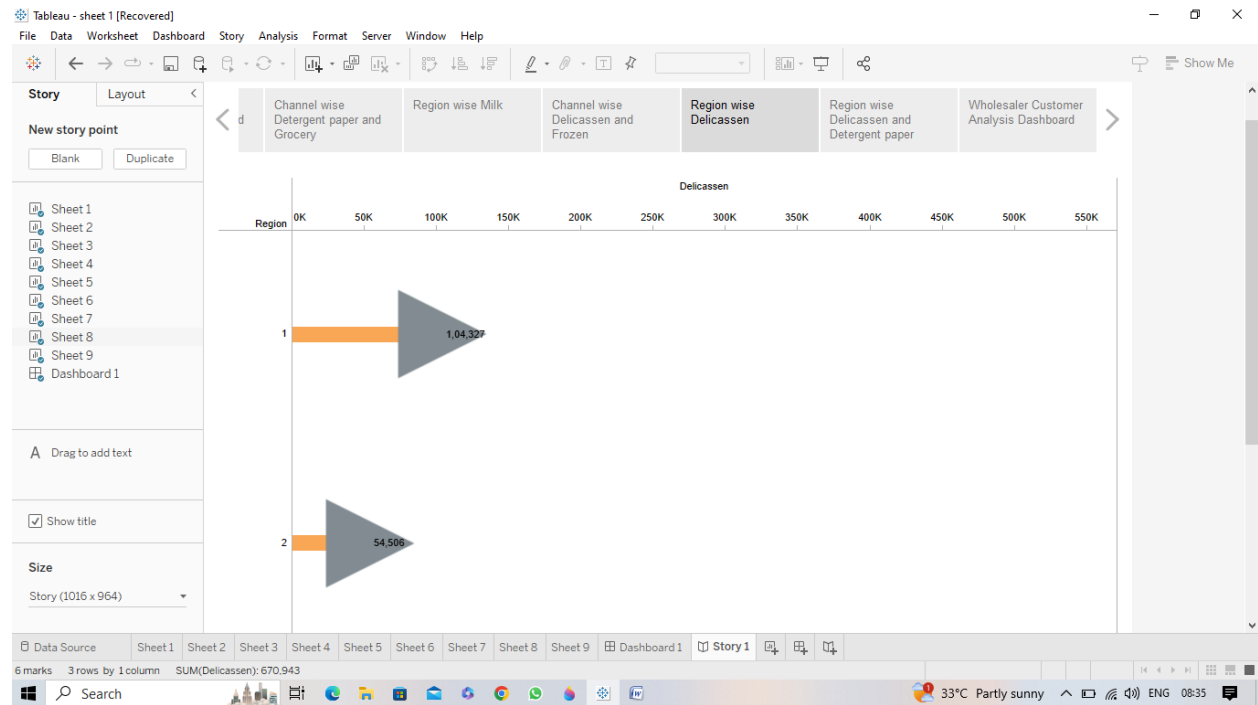 Tableau - sheet 1 [Recovered]
File Data Worksheet Dashboard Story Analysis Format Server Window Help
Show Me
Story Layout
New story point
Blank Duplicate
Sheet 1
Sheet 2
Sheet 3
Sheet 4
Sheet 5
Sheet 6
Sheet 7
Sheet 8
Sheet 9
Dashboard 1
A Drag to add text
Show title
Size
Story (1016 x 964)
d
Channel wise
Detergent paper and
Grocery
Region wise Milk
Channel wise
Delicassen and
Frozen
Region wise
Delicassen
Region wise
Delicassen and
Detergent paper
Wholesaler Customer
Analysis Dashboard
Delicassen
Region 0K 50K 100K 150K 200K 250K 300K 350K 400K 450K 500K 550K
1 1,04,327
2 54,506
Data Source Sheet 1 Sheet 2 Sheet 3 Sheet 4 Sheet 5 Sheet 6 Sheet 7 Sheet 8 Sheet 9 Dashboard 1 Story 1
6 marks 3 rows by 1 column SUM(Delicassen): 670,943
Search 33°C Partly sunny ENG 08:35